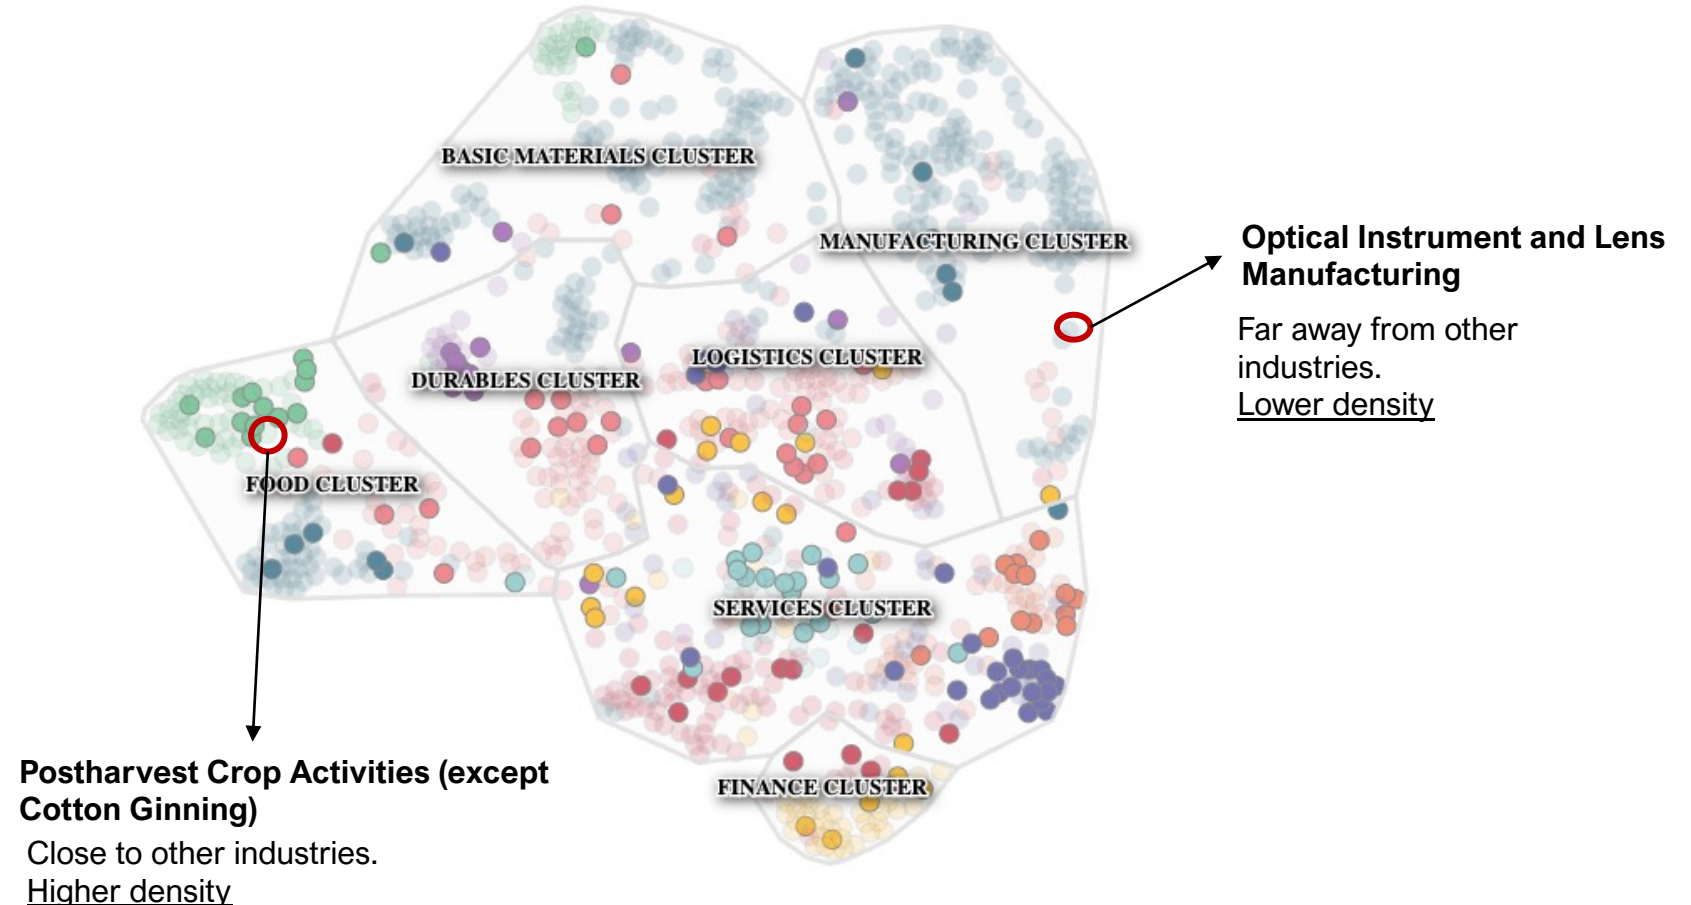 BASIC MATERIALS CLUSTER
MANUFACTURING CLUSTER
Optical Instrument and Lens
Manufacturing
Far away from other
industries.
Lower density
LOGISTICS CLUSTER
DURABLES CLUSTER
FOOD CLUSTER
SERVICES CLUSTER
FINANCE CLUSTER
Postharvest Crop Activities (except
Cotton Ginning)
Close to other industries.
Higher density